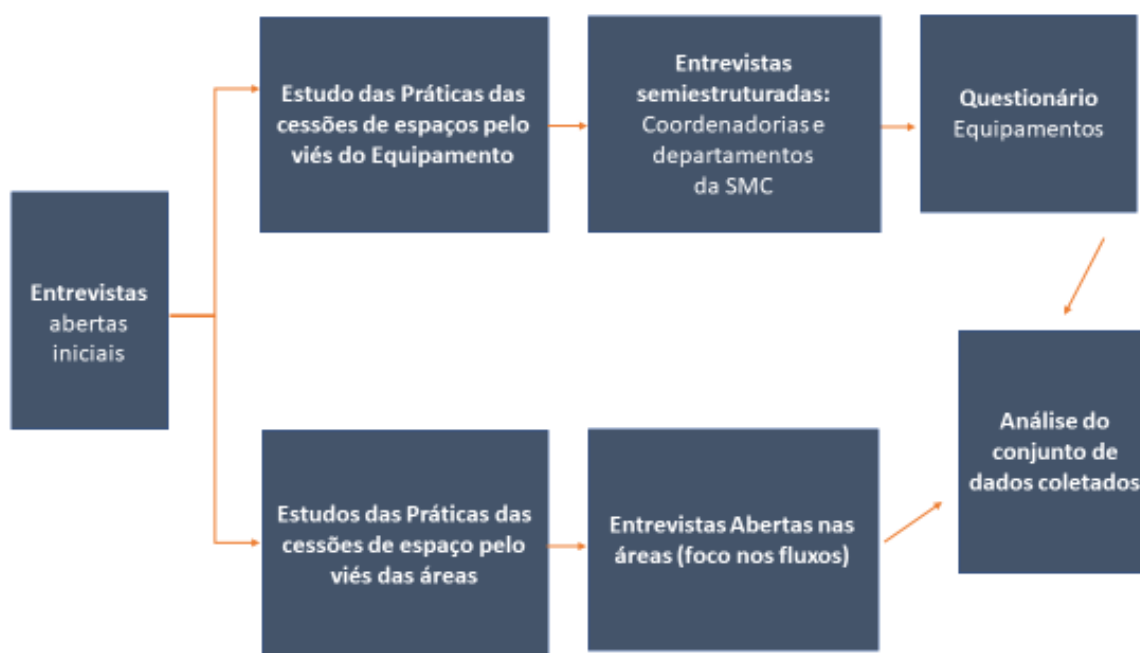 Entrevistas
abertas
iniciais
Estudo das Práticas das
cessões de espaços pelo
viés do Equipamento
Entrevistas
semiestruturadas:
Coordenadorias e
departamentos
da SMC
Questionário
Equipamentos
Estudos das Práticas das
cessões de espaço pelo
viés das áreas
Entrevistas Abertas nas
áreas (foco nos fluxos)
Análise do
conjunto de
dados coletados